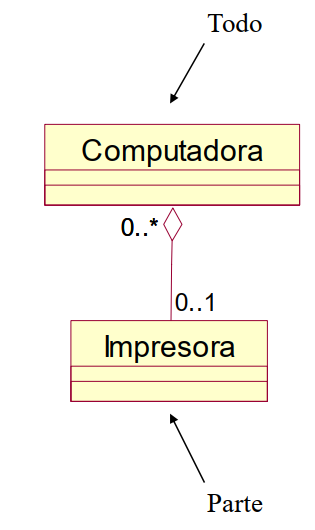 Todo
Computadora
0..*
0..1
Impresora
Parte